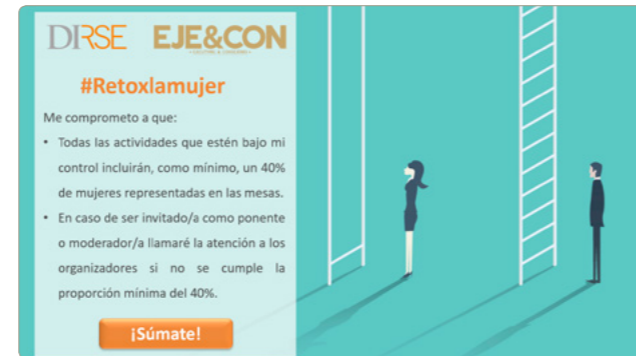 DIRSE EJE&CON
#Retoxlamujer
Me comprometo a que:
• Todas las actividades que estén bajo mi
control incluirán, como mínimo, un 40%
de mujeres representadas en las mesas.
• En caso de ser invitado/a como ponente
o moderador/a llamaré la atención a los
organizadores si no se cumple la
proporción mínima del 40%.
¡Súmate!